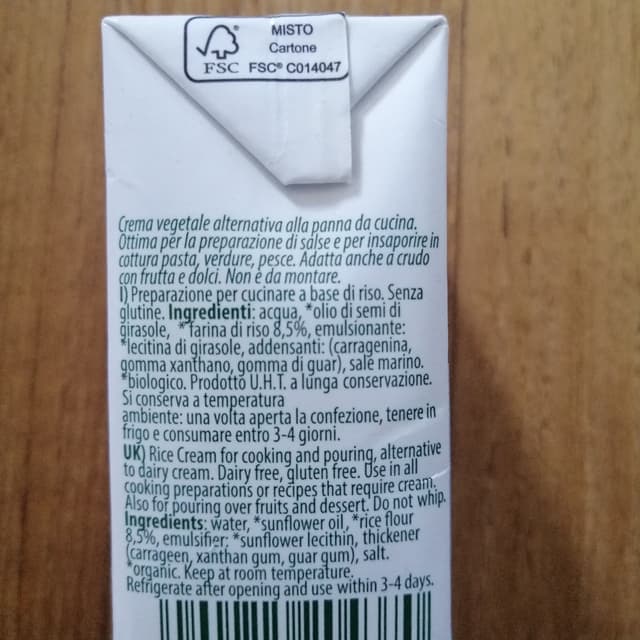 MISTO
Cartone
FSC FSC® C014047
Crema vegetale alternativa alla panna da cucina.
Ottima per la preparazione di salse e per insaporire in
cottura pasta, verdure, pesce. Adatta anche a crudo
con frutta e dolci. Non è da montare.
I) Preparazione per cucinare a base di riso. Senza
glutine. Ingredienti: acqua, *olio di semi di
girasole, *farina di riso 8,5%, emulsionante:
*lecitina di girasole, addensanti: (carragenina,
gomma xanthano, gomma di guar), sale marino.
*biologico. Prodotto U.H.T. a lunga conservazione.
Si conserva a temperatura
ambiente: una volta aperta la confezione, tenere in
frigo e consumare entro 3-4 giorni.
UK) Rice Cream for cooking and pouring, alternative
to dairy cream. Dairy free, gluten free. Use in all
cooking preparations or recipes that require cream.
Also for pouring over fruits and dessert. Do not whip.
Ingredients: water, *sunflower oil, *rice flour
8,5%, emulsifier: *sunflower lecithin, thickener
(carrageen, xanthan gum, guar gum), salt.
*organic. Keep at room temperature.
Refrigerate after opening and use within 3-4 days.